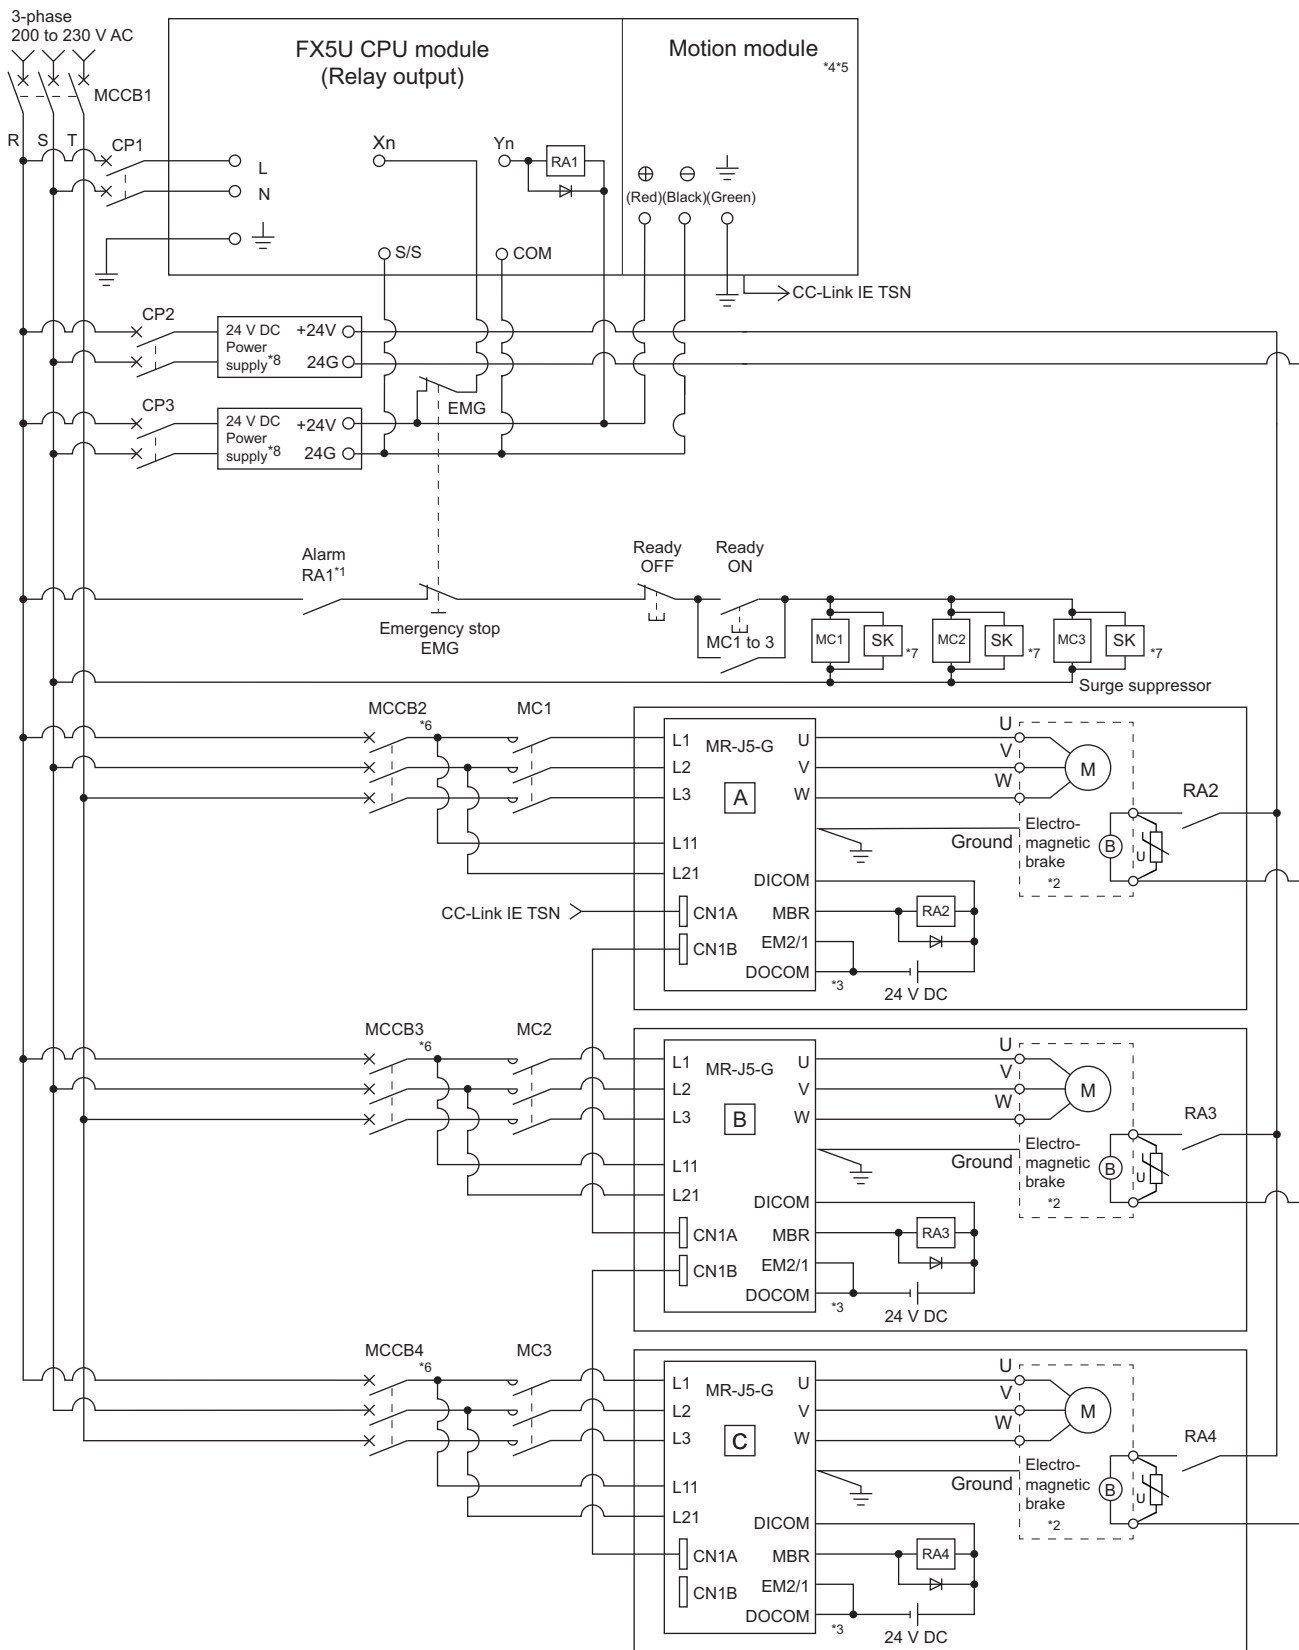 3-phase
200 to 230 V AC
MCCB1
R S T
CP1
FX5U CPU module
(Relay output)
Motion module
*4*5
Xn
Yn
RA1
L
N
(Red)(Black)(Green)
S/S
COM
CC-Link IE TSN
CP2
24 V DC
Power
supply*8
+24V
24G
EMG
CP3
24 V DC
Power
supply*8
+24V
24G
Alarm
RA1*1
Emergency stop
EMG
Ready
OFF
Ready
ON
MC1 to 3
MC1
SK
*7
MC2
SK
*7
MC3
SK
*7
Surge suppressor
MCCB2
*6
MC1
L1
L2
L3
L11
L21
CN1A
CN1B
MR-J5-G
A
U
V
W
DICOM
MBR
EM2/1
DOCOM
*3
CC-Link IE TSN
U
V
W
M
Ground
Electro-
magnetic
brake
*2
B
U
RA2
RA2
24 V DC
MCCB3
*6
MC2
L1
L2
L3
L11
L21
CN1A
CN1B
MR-J5-G
B
U
V
W
DICOM
MBR
EM2/1
DOCOM
*3
U
V
W
M
Ground
Electro-
magnetic
brake
*2
B
U
RA3
RA3
24 V DC
MCCB4
*6
MC3
L1
L2
L3
L11
L21
CN1A
CN1B
MR-J5-G
C
U
V
W
DICOM
MBR
EM2/1
DOCOM
*3
U
V
W
M
Ground
Electro-
magnetic
brake
*2
B
U
RA4
RA4
24 V DC